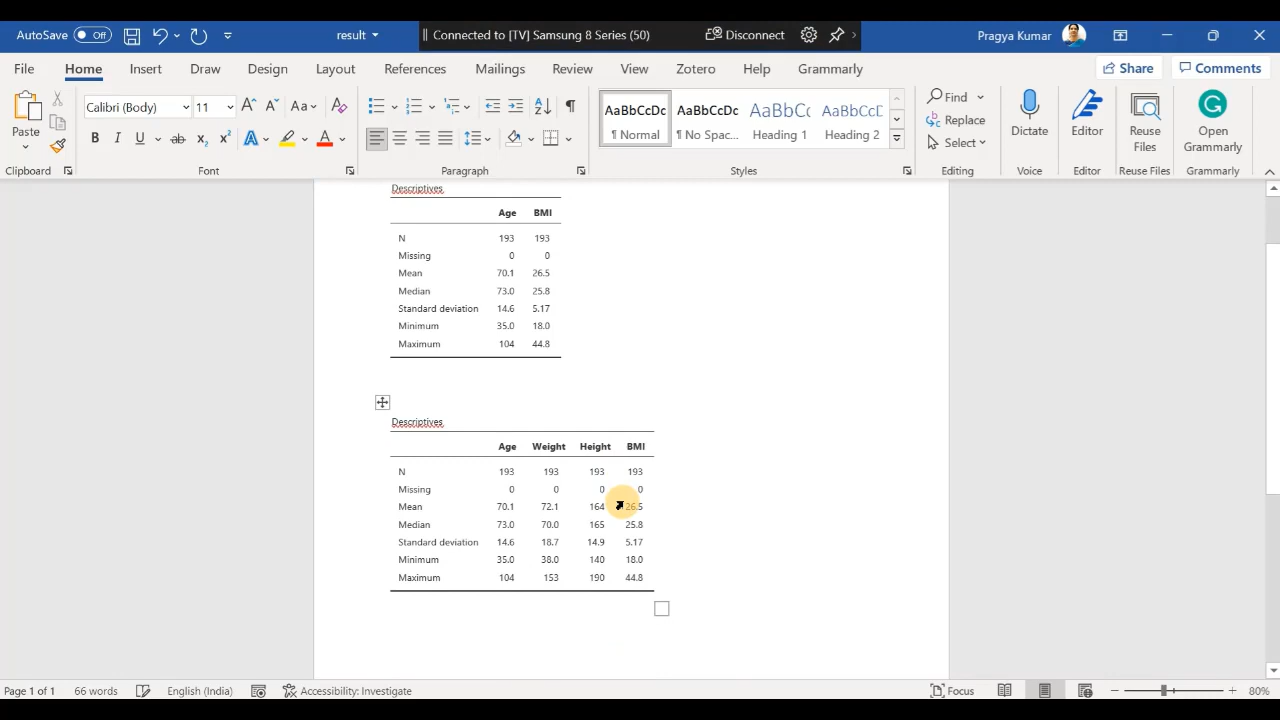 AutoSave Off result Connected to [TV] Samsung 8 Series (50) Disconnect Pragya Kumar
File Home Insert Draw Design Layout References Mailings Review View Zotero Help Grammarly Share Comments
Calibri (Body) 11 Aa AaBbCcDc AaBbCcDc AaBbCc AaBbCcC Find
Paste B I U ab x2 x2 A A ¶ Normal ¶ No Spac... Heading 1 Heading 2 Replace Dictate Editor Reuse Files Open Grammarly
Select
Clipboard Font Paragraph Styles Editing Voice Editor Reuse Files Grammarly
Descriptives
Age BMI
N 193 193
Missing 0 0
Mean 70.1 26.5
Median 73.0 25.8
Standard deviation 14.6 5.17
Minimum 35.0 18.0
Maximum 104 44.8
Descriptives
Age Weight Height BMI
N 193 193 193 193
Missing 0 0 0 0
Mean 70.1 72.1 164 26.5
Median 73.0 70.0 165 25.8
Standard deviation 14.6 18.7 14.9 5.17
Minimum 35.0 38.0 140 18.0
Maximum 104 153 190 44.8
Page 1 of 1 66 words English (India) Accessibility: Investigate Focus 80%